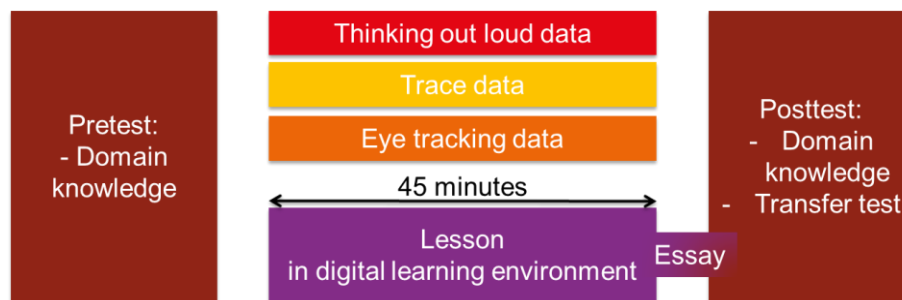 Pretest:
- Domain
knowledge
Thinking out loud data
Trace data
Eye tracking data
45 minutes
Lesson
in digital learning environment
Essay
Posttest:
- Domain
knowledge
- Transfer test